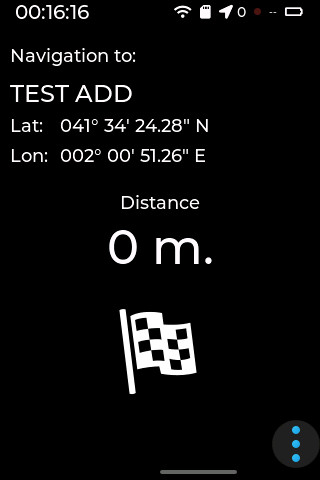 00:16:16 0 --
Navigation to:
TEST ADD
Lat: 041° 34' 24.28" N
Lon: 002° 00' 51.26" E
Distance
0 m.